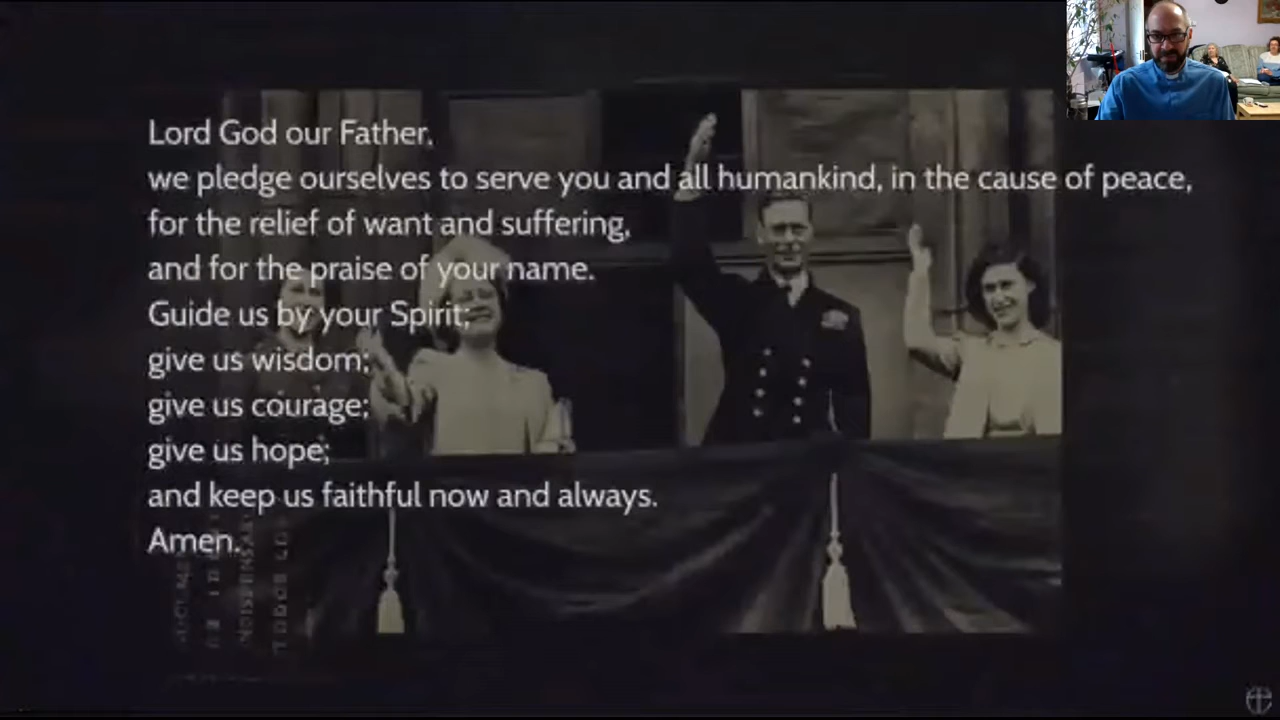 Lord God our Father,
we pledge ourselves to serve you and all humankind, in the cause of peace,
for the relief of want and suffering,
and for the praise of your name.
Guide us by your Spirit;
give us wisdom;
give us courage;
give us hope;
and keep us faithful now and always.
Amen.